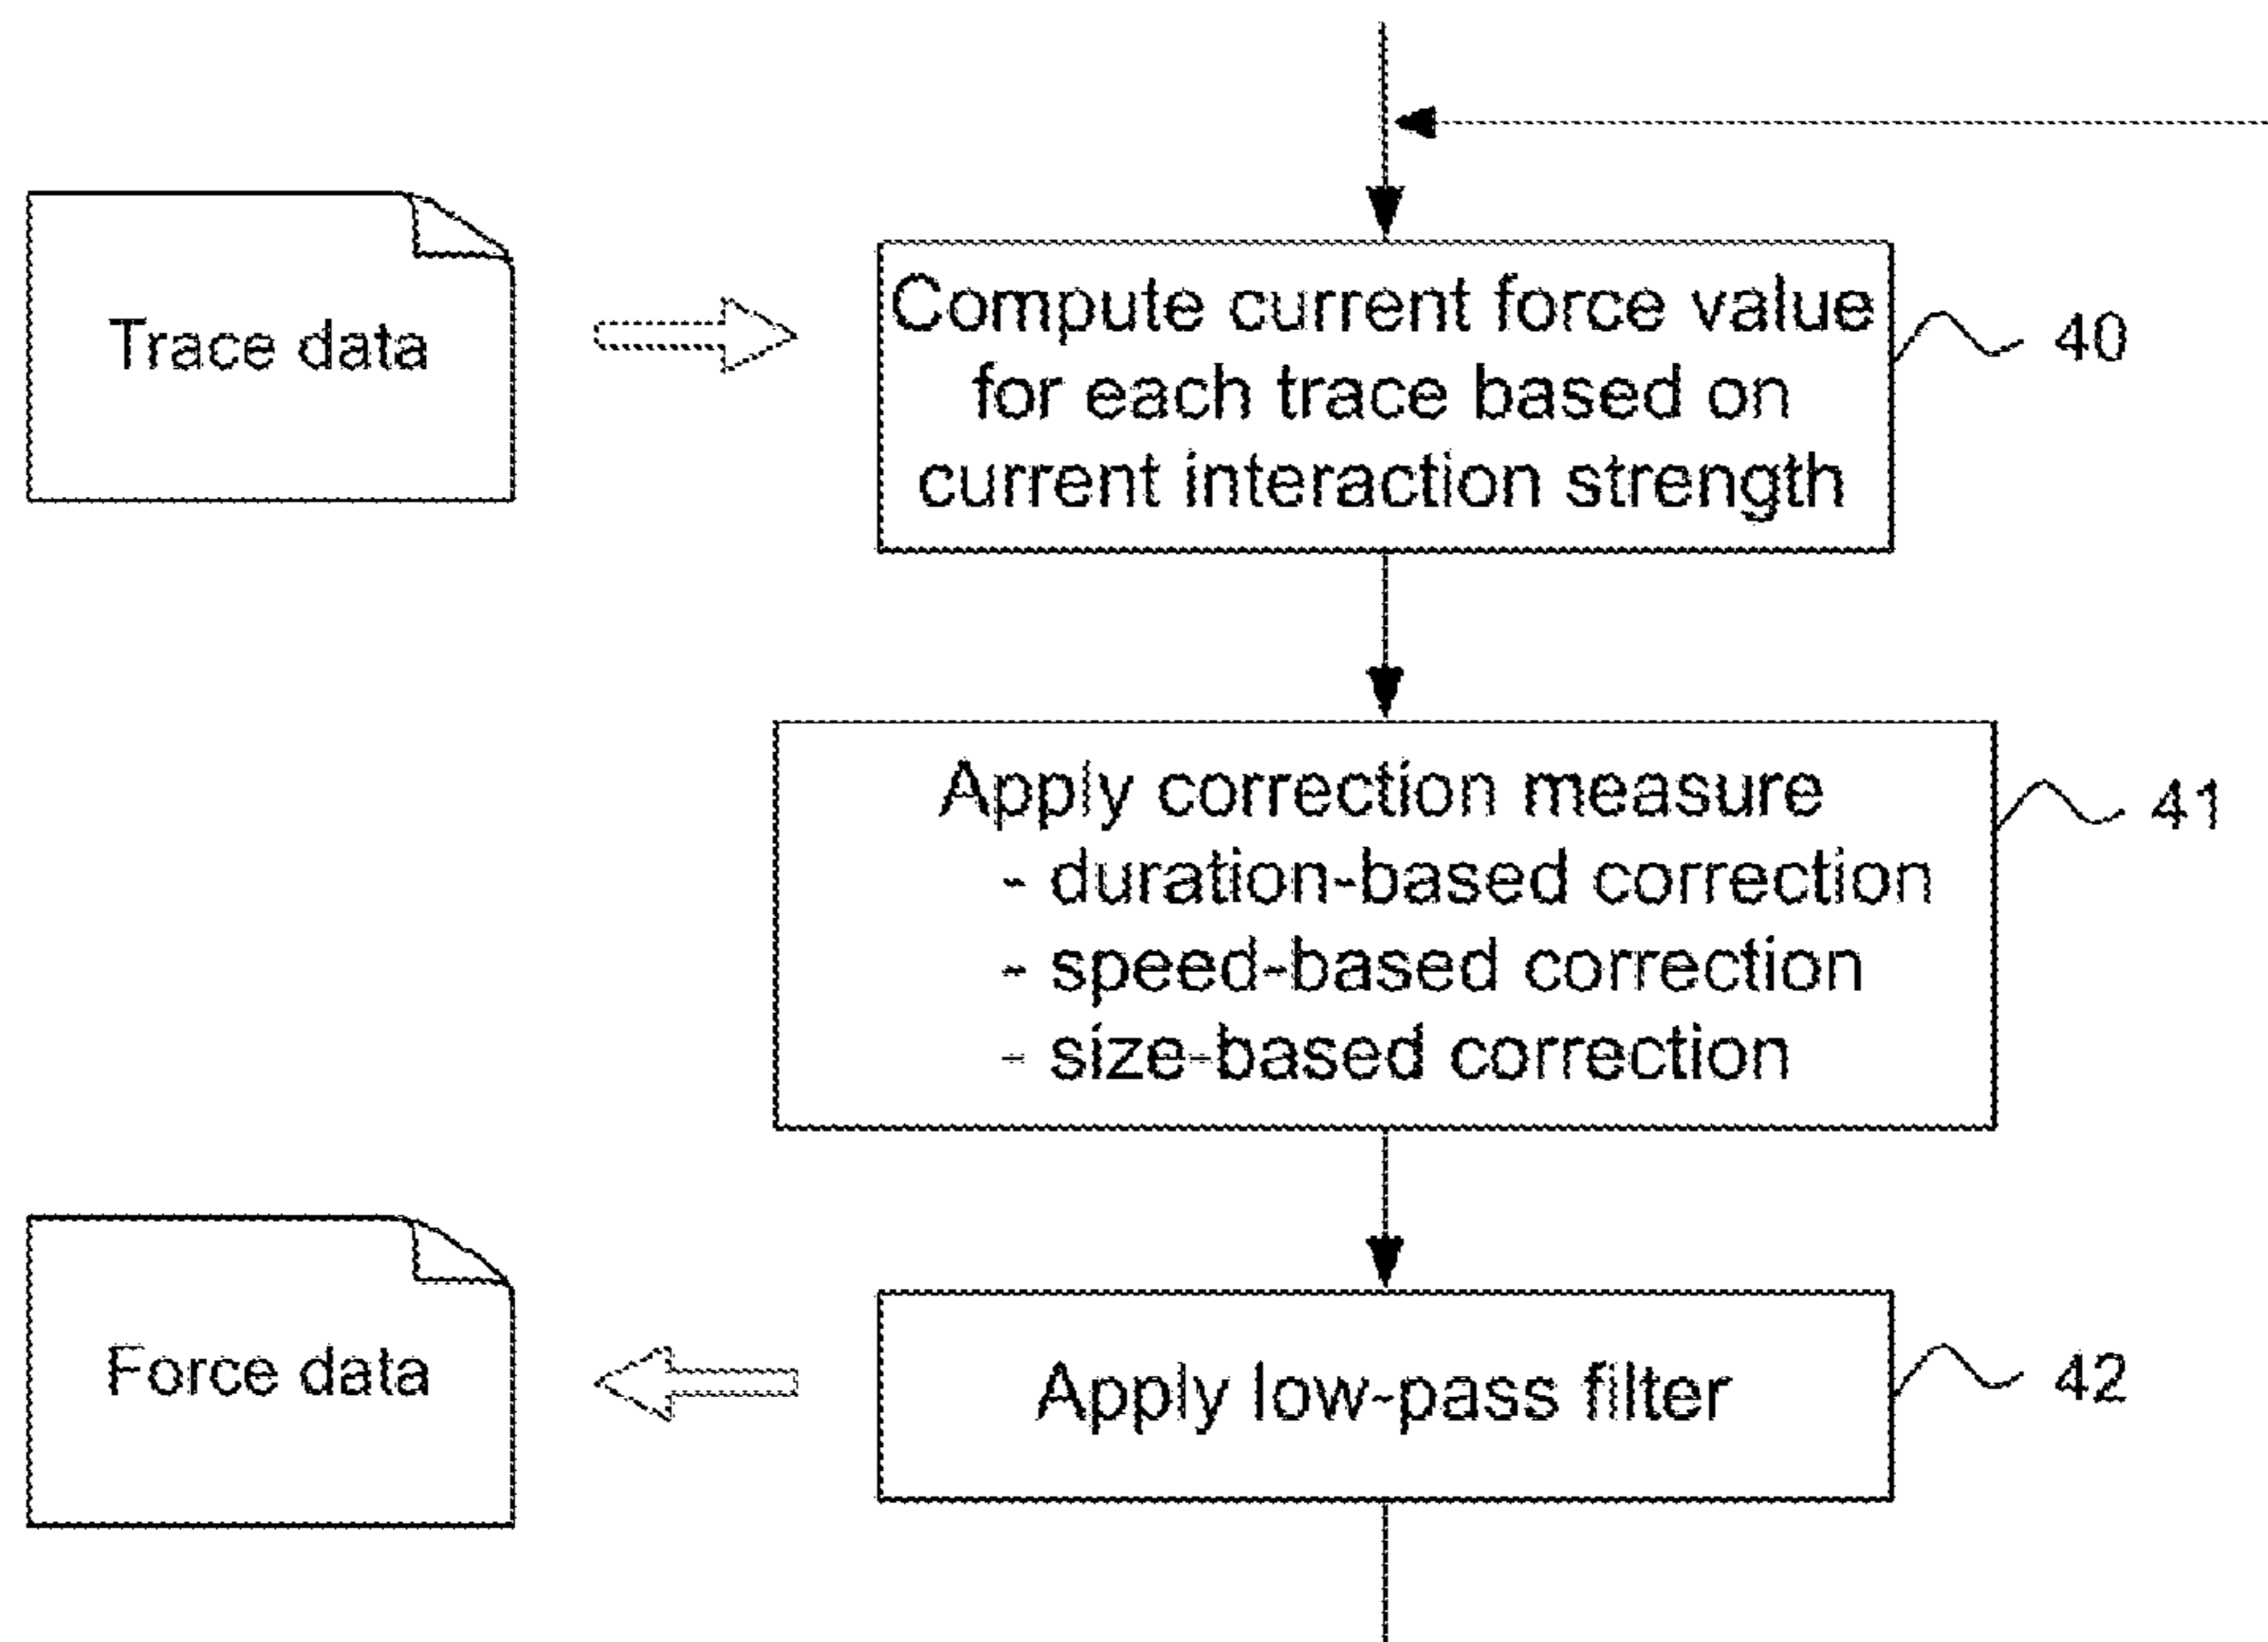 Trace data
Compute current force value
for each trace based on
current interaction strength
40
Apply correction measure
- duration-based correction
- speed-based correction
- size-based correction
41
Force data
Apply low-pass filter
42